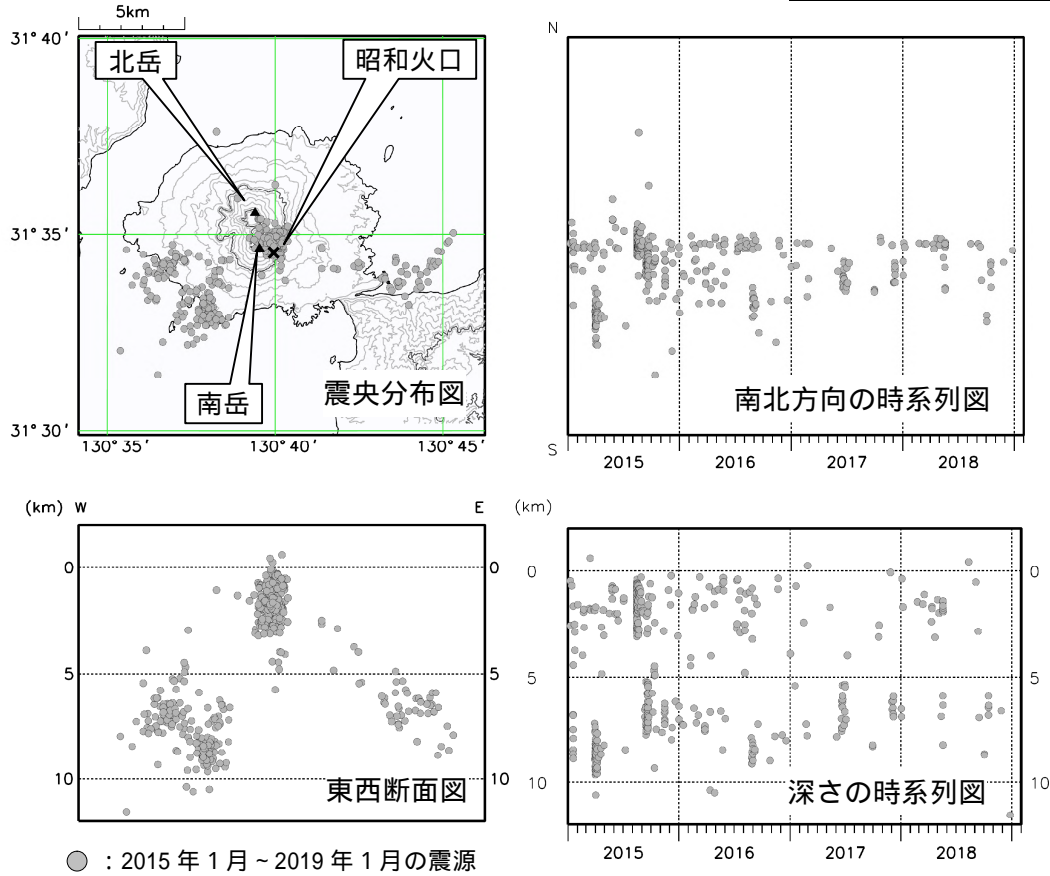 5km
31°40′
北岳
昭和火口
31°35′
南岳
震央分布図
31°30′
130°35′
130°40′
130°45′
N
南北方向の時系列図
S
2015
2016
2017
2018
(km) W
E
0
0
5
5
10
10
東西断面図
(km)
0
0
5
5
10
10
深さの時系列図
2015
2016
2017
2018
：2015 年 1 月 ~ 2019 年 1 月の震源